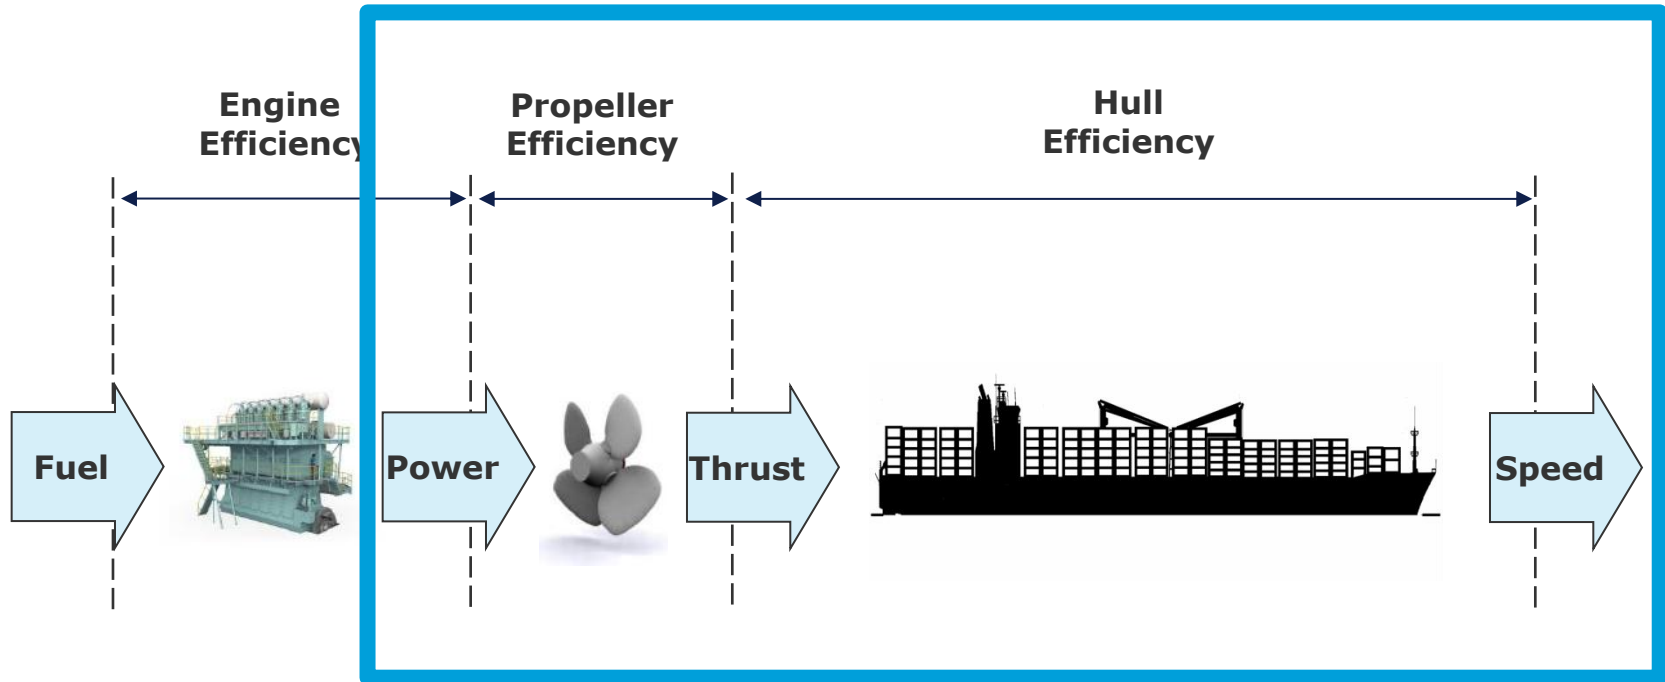 Engine
Efficiency
Propeller
Efficiency
Hull
Efficiency
Fuel
Power
Thrust
Speed